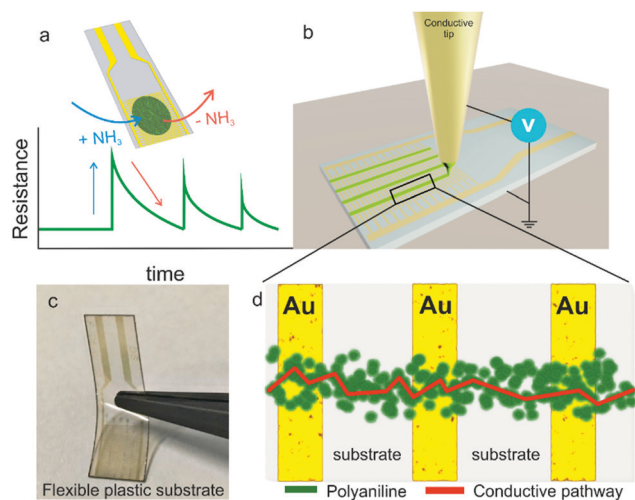 a
+ NH3
- NH3
Resistance
time
b
Conductive
tip
V
c
Flexible plastic substrate
d
Au
Au
Au
substrate
substrate
Polyaniline
Conductive pathway